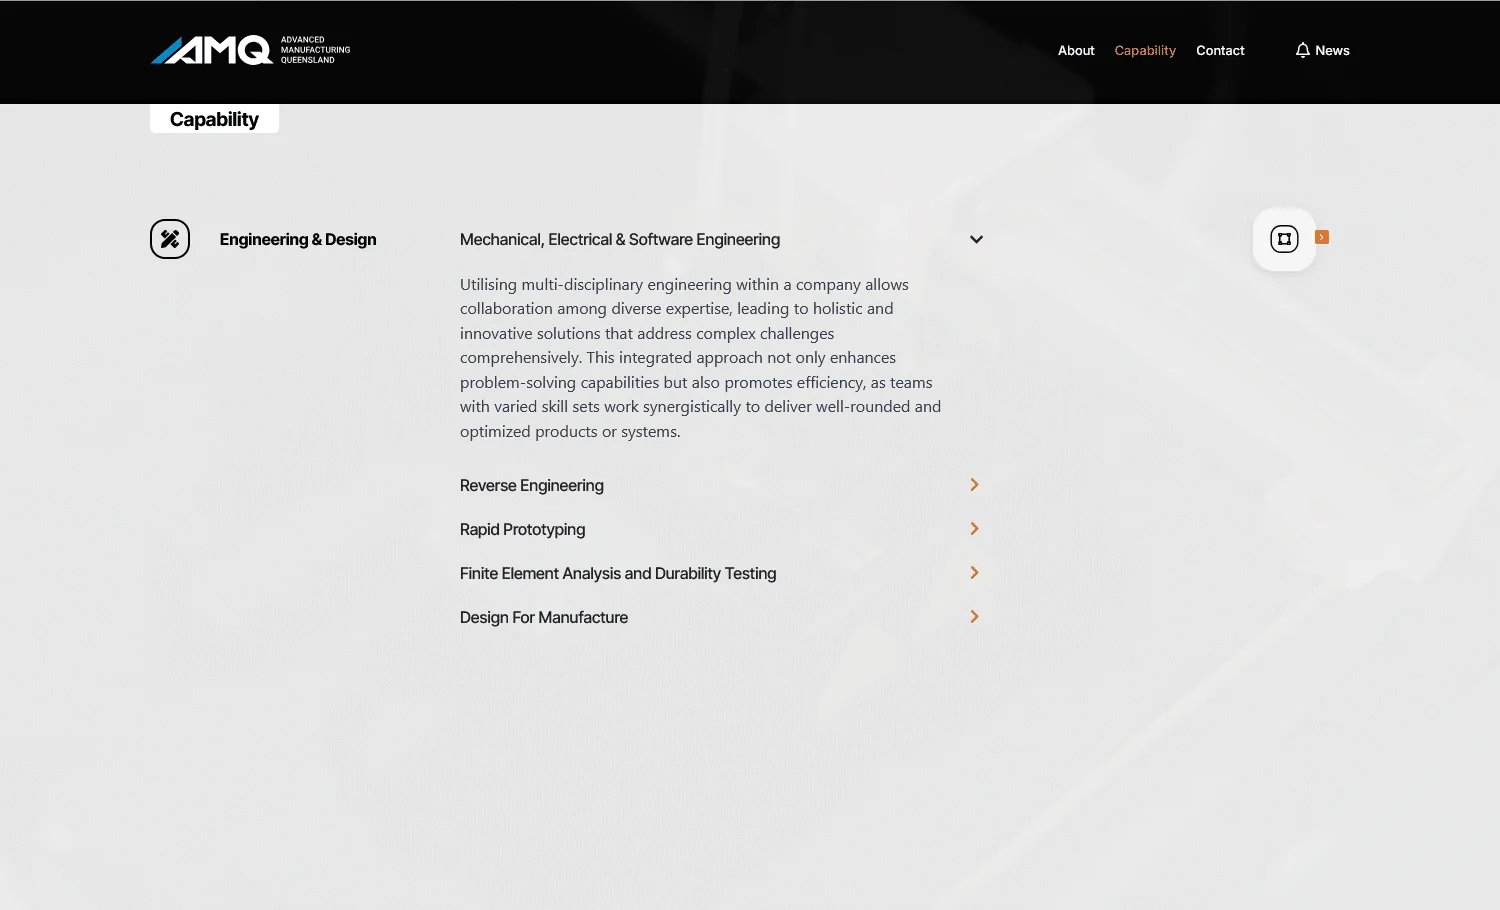 AMQ
ADVANCED
MANUFACTURING
QUEENSLAND
About
Capability
Contact
News
Capability
Engineering & Design
Mechanical, Electrical & Software Engineering
Utilising multi-disciplinary engineering within a company allows
collaboration among diverse expertise, leading to holistic and
innovative solutions that address complex challenges
comprehensively. This integrated approach not only enhances
problem-solving capabilities but also promotes efficiency, as teams
with varied skill sets work synergistically to deliver well-rounded and
optimized products or systems.
Reverse Engineering
Rapid Prototyping
Finite Element Analysis and Durability Testing
Design For Manufacture